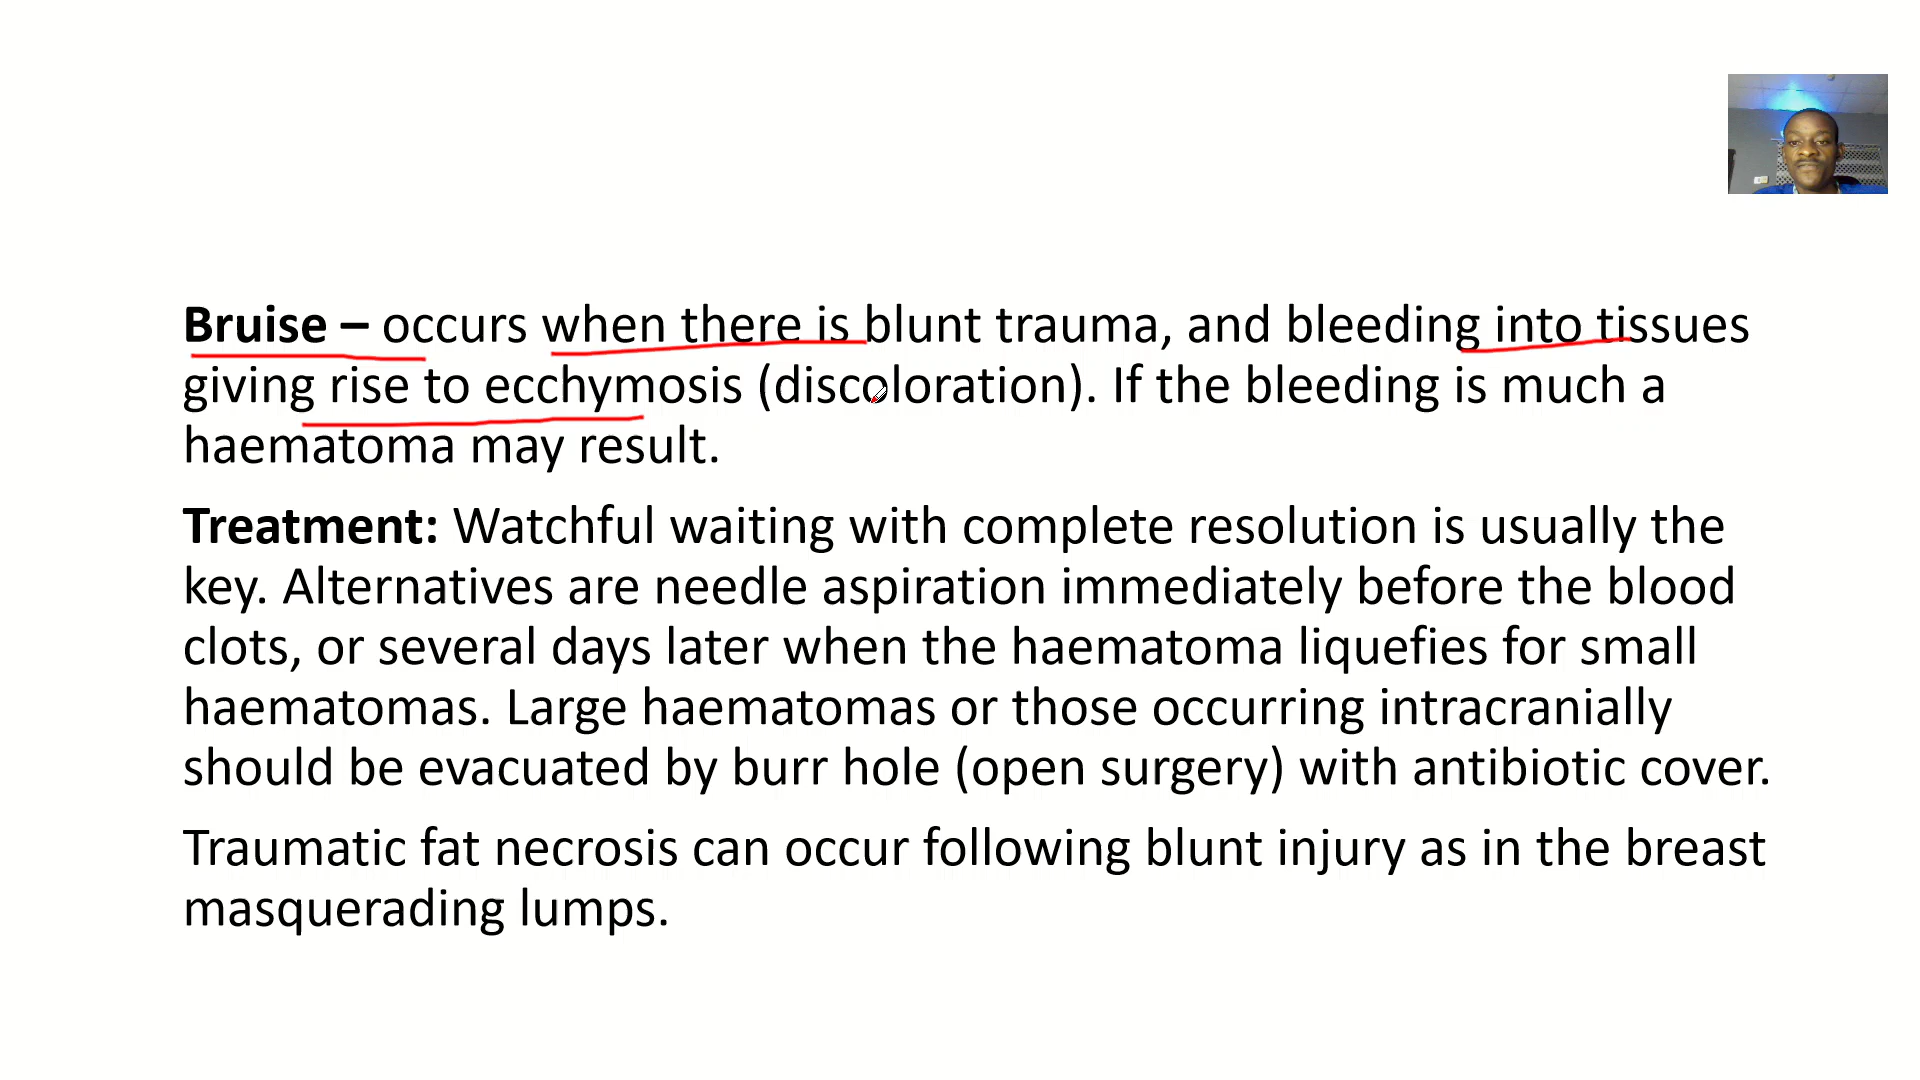 Bruise – occurs when there is blunt trauma, and bleeding into tissues
giving rise to ecchymosis (discoloration). If the bleeding is much a
haematoma may result.
Treatment: Watchful waiting with complete resolution is usually the
key. Alternatives are needle aspiration immediately before the blood
clots, or several days later when the haematoma liquefies for small
haematomas. Large haematomas or those occurring intracranially
should be evacuated by burr hole (open surgery) with antibiotic cover.
Traumatic fat necrosis can occur following blunt injury as in the breast
masquerading lumps.